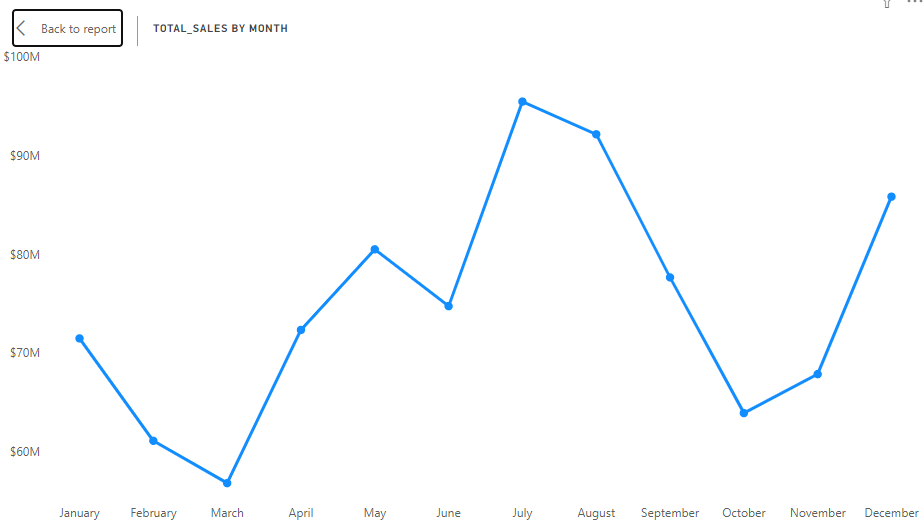 Back to report
TOTAL_SALES BY MONTH
$100M
$90M
$80M
$70M
$60M
January February March April May June July August September October November December